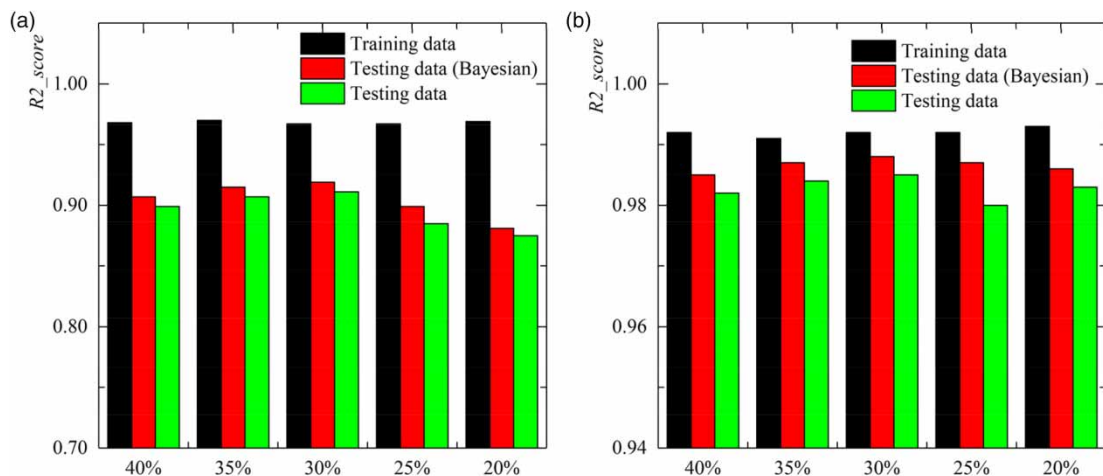 (a)
R2_score
1.00
0.90
0.80
0.70
Training data
Testing data (Bayesian)
Testing data
40% 35% 30% 25% 20%
(b)
R2_score
1.00
0.98
0.96
0.94
Training data
Testing data (Bayesian)
Testing data
40% 35% 30% 25% 20%